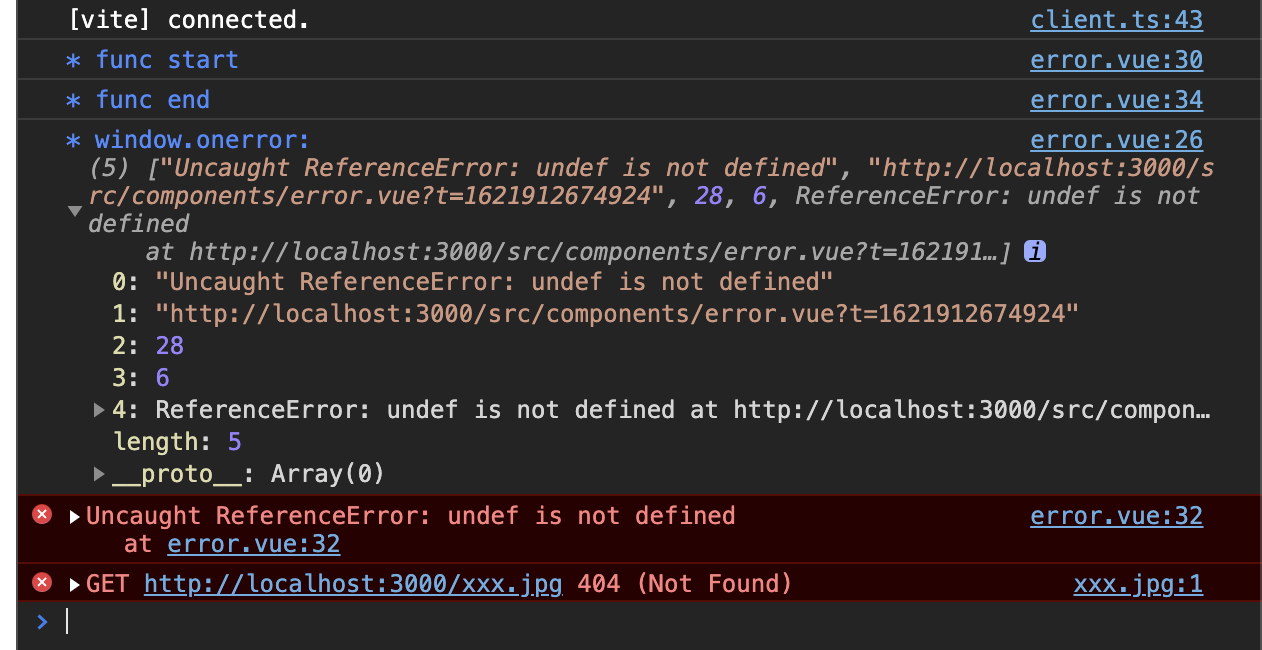 [vite] connected. client.ts:43
* func start error.vue:30
* func end error.vue:34
* window.onerror: error.vue:26
(5) ["Uncaught ReferenceError: undef is not defined", "http://localhost:3000/s
rc/components/error.vue?t=1621912674924", 28, 6, ReferenceError: undef is not
defined
at http://localhost:3000/src/components/error.vue?t=162191…] i
0: "Uncaught ReferenceError: undef is not defined"
1: "http://localhost:3000/src/components/error.vue?t=1621912674924"
2: 28
3: 6
4: ReferenceError: undef is not defined at http://localhost:3000/src/compon…
length: 5
__proto__: Array(0)
Uncaught ReferenceError: undef is not defined error.vue:32
at error.vue:32
GET http://localhost:3000/xxx.jpg 404 (Not Found) xxx.jpg:1